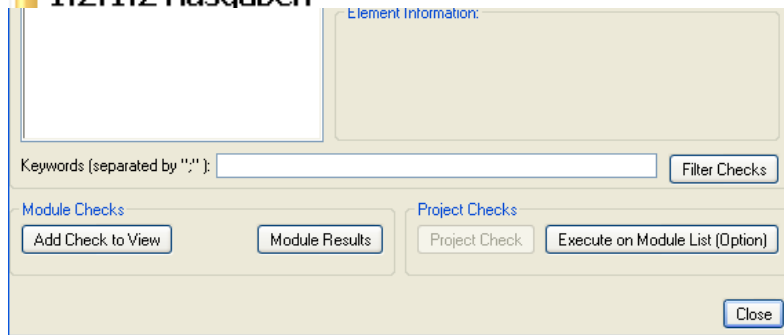 Element Information:
Keywords (separated by ";" ):
Filter Checks
Module Checks
Project Checks
Add Check to View
Module Results
Project Check
Execute on Module List (Option)
Close